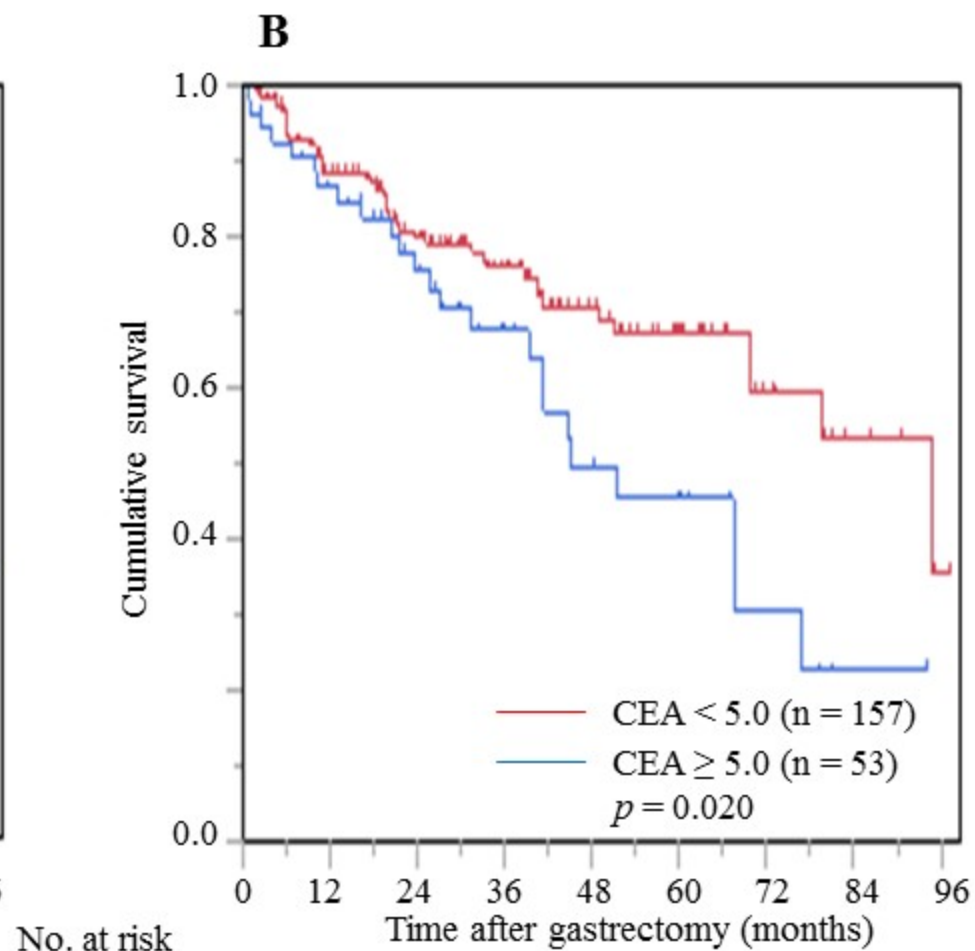 B
1.0
0.8
0.6
0.4
0.0
Cumulative survival
CEA < 5.0 (n = 157)
CEA ≥ 5.0 (n = 53)
p = 0.020
0 12 24 36 48 60 72 84 96
Time after gastrectomy (months)
No. at risk